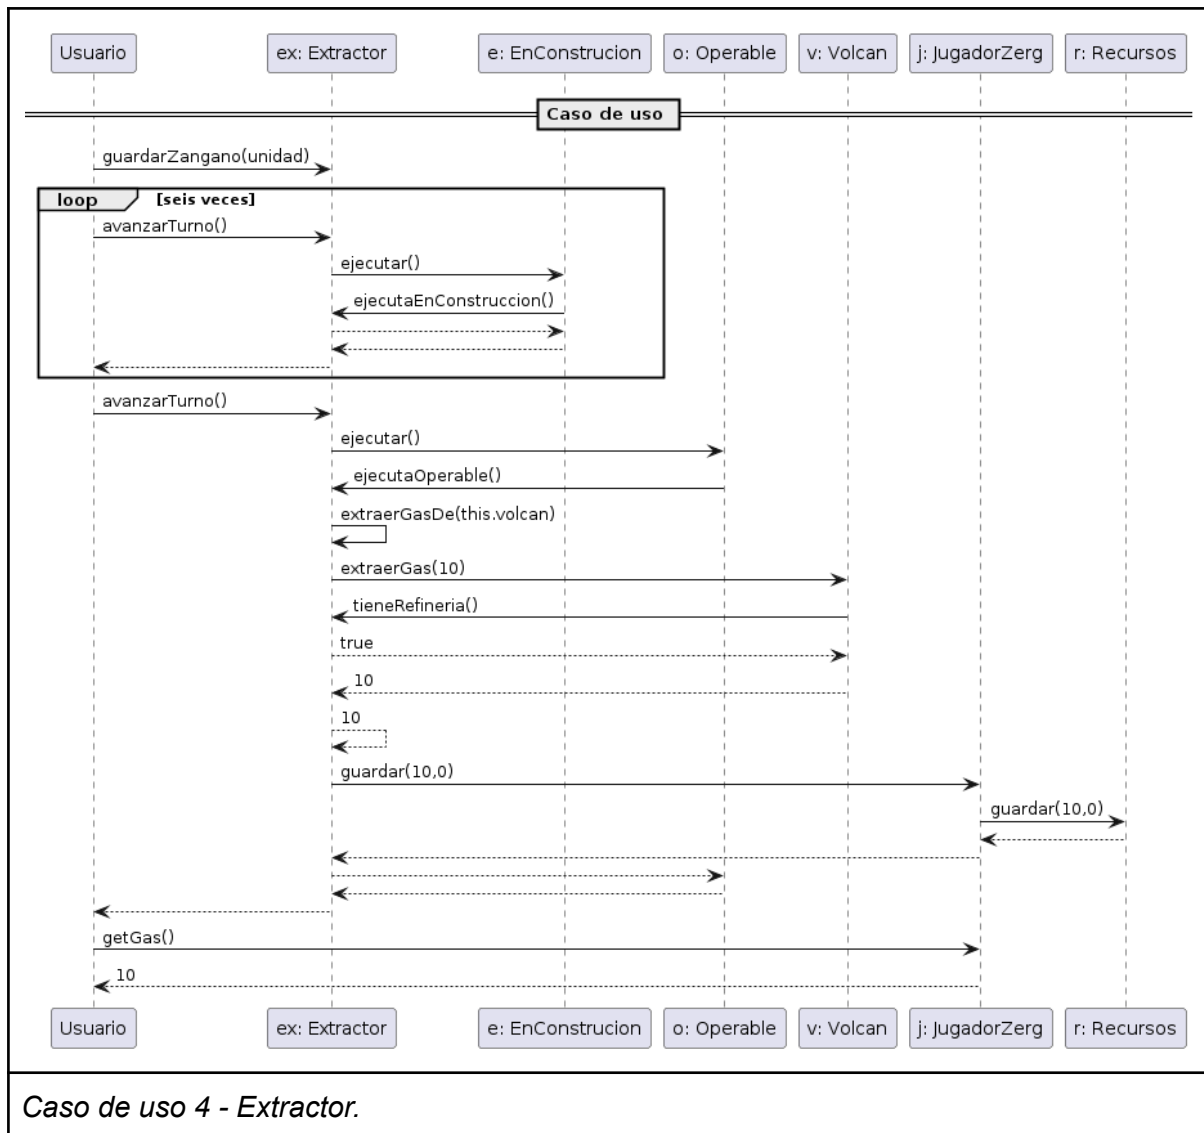 Usuario
ex: Extractor
e: EnConstrucion
o: Operable
v: Volcan
j: JugadorZerg
r: Recursos
Caso de uso
guardarZangano(unidad)
loop
[seis veces]
avanzarTurno()
ejecutar()
ejecutaEnConstruccion()
avanzarTurno()
ejecutar()
ejecutaOperable()
extraerGasDe(this.volcan)
extraerGas(10)
tieneRefineria()
true
10
10
guardar(10,0)
guardar(10,0)
getGas()
10
Usuario
ex: Extractor
e: EnConstrucion
o: Operable
v: Volcan
j: JugadorZerg
r: Recursos
Caso de uso 4 - Extractor.